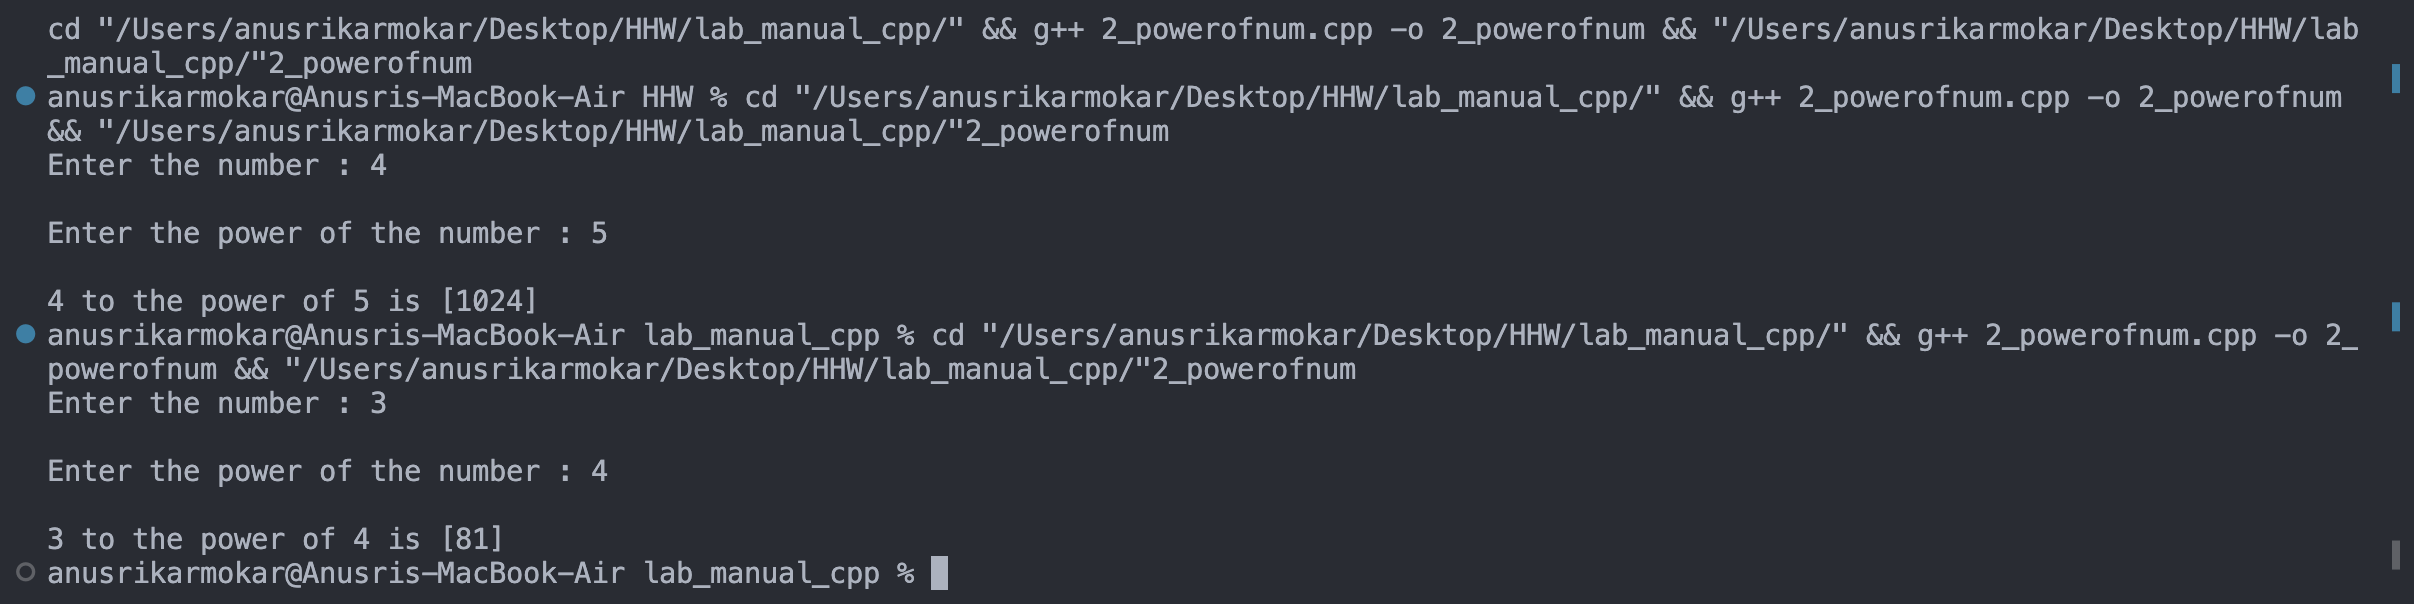 cd "/Users/anusrikarmokar/Desktop/HHW/lab_manual_cpp/" && g++ 2_powerofnum.cpp -o 2_powerofnum && "/Users/anusrikarmokar/Desktop/HHW/lab
_manual_cpp/"2_powerofnum
anusrikarmokar@Anusris-MacBook-Air HHW % cd "/Users/anusrikarmokar/Desktop/HHW/lab_manual_cpp/" && g++ 2_powerofnum.cpp -o 2_powerofnum
&& "/Users/anusrikarmokar/Desktop/HHW/lab_manual_cpp/"2_powerofnum
Enter the number : 4
Enter the power of the number : 5
4 to the power of 5 is [1024]
anusrikarmokar@Anusris-MacBook-Air lab_manual_cpp % cd "/Users/anusrikarmokar/Desktop/HHW/lab_manual_cpp/" && g++ 2_powerofnum.cpp -o 2_
powerofnum && "/Users/anusrikarmokar/Desktop/HHW/lab_manual_cpp/"2_powerofnum
Enter the number : 3
Enter the power of the number : 4
3 to the power of 4 is [81]
anusrikarmokar@Anusris-MacBook-Air lab_manual_cpp %